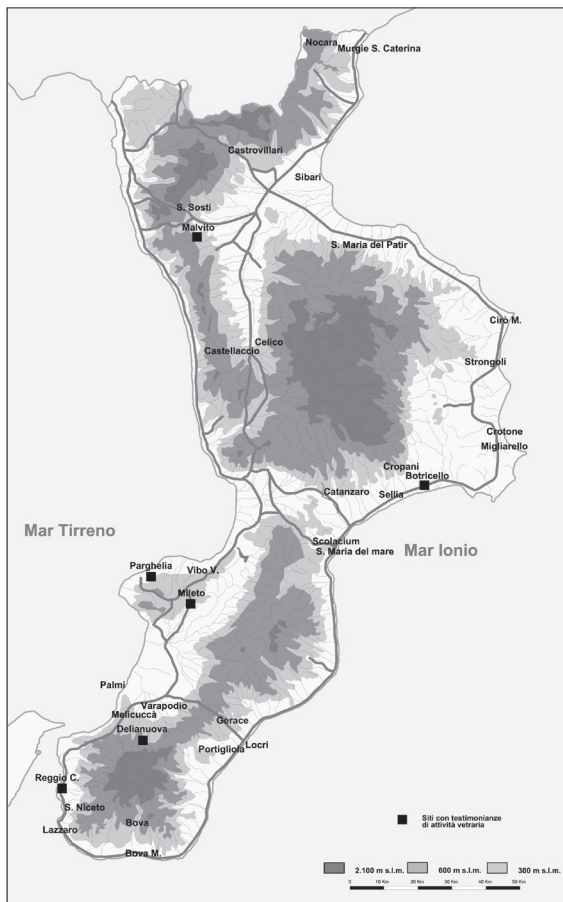 Nocara
Murgie S. Caterina
Castrovillari
Sibari
S. Sosti
Malvito
S. Maria del Patir
Cirò M.
Celico
Castellaccio
Strongoli
Crotone
Migliarello
Cropani
Botricello
Catanzaro
Sellia
Mar Tirreno
Scolacium
S. Maria del mare
Mar Ionio
Parghelia
Vibo V.
Mileto
Palmi
Varapodio
Melicuccà
Gerace
Delianuova
Locri
Portigliola
Reggio C.
S. Niceto
Lazzaro
Bova
Bova M.
Siti con testimonianze
di attività vetraria
2.100 m s.l.m.
600 m s.l.m.
300 m s.l.m.
0 10 Km 20 Km 30 Km 40 Km 50 Km